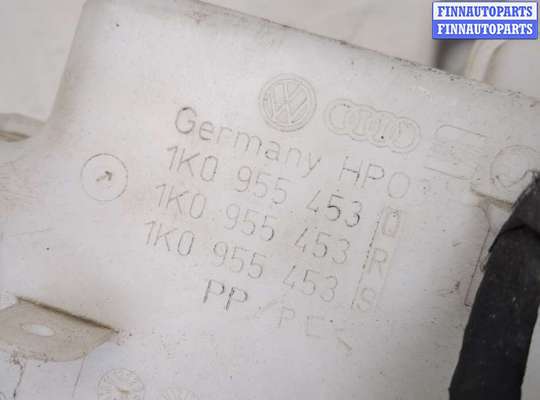 FINNAUTOPARTS
FINNAUTOPARTS
Germany HPO
1K0 955 453 Q
1K0 955 453 R
1K0 955 453 S
PP/PE